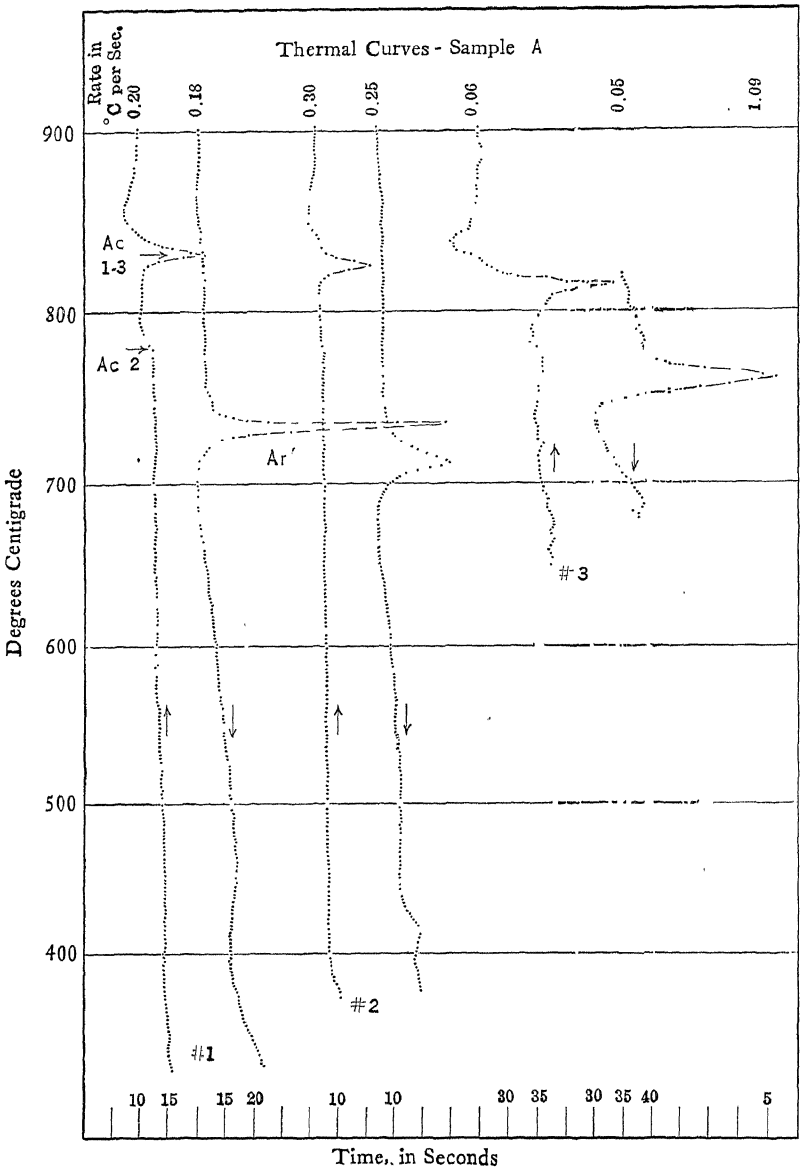 Thermal Curves - Sample A
Rate in
°C per Sec.
0.20
0.18
0.30
0.25
0.06
0.05
1.09
900
Ac
1-3
800
Ac 2
Ar′
700
#3
600
500
400
#2
#1
Degrees Centigrade
10 15 15 20 10 10 30 35 30 35 40 5
Time, in Seconds